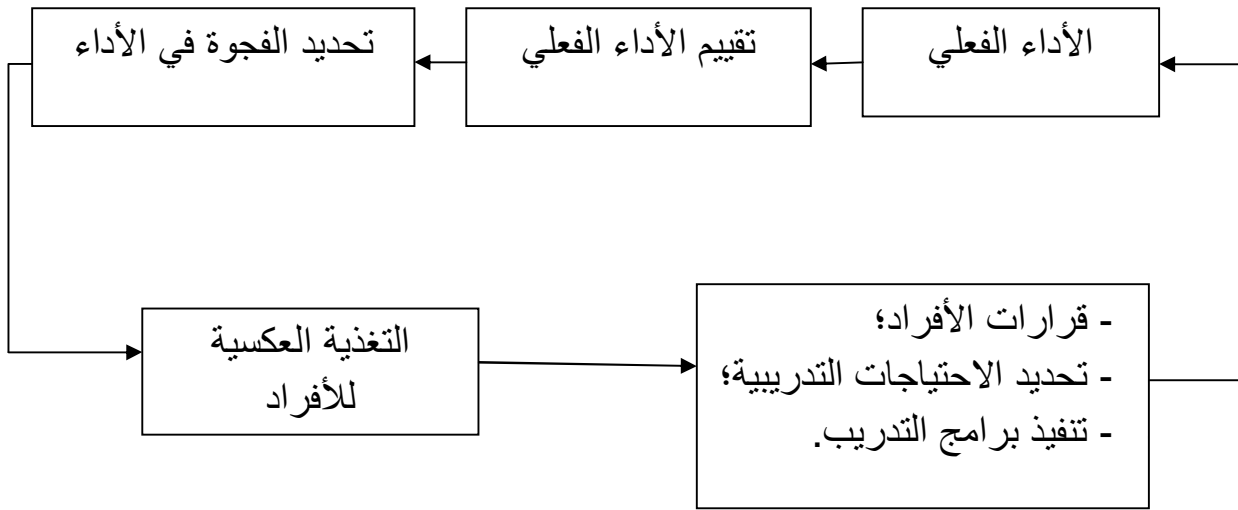 الأداء الفعلي
تقييم الأداء الفعلي
تحديد الفجوة في الأداء
التغذية العكسية
للأفراد
- قرارات الأفراد؛
- تحديد الاحتياجات التدريبية؛
- تنفيذ برامج التدريب.